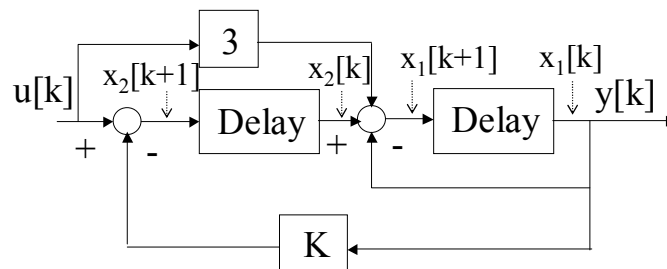 3
x₂[k+1]
x₂[k]
x₁[k+1]
x₁[k]
u[k]
y[k]
Delay
Delay
+
-
+
-
K